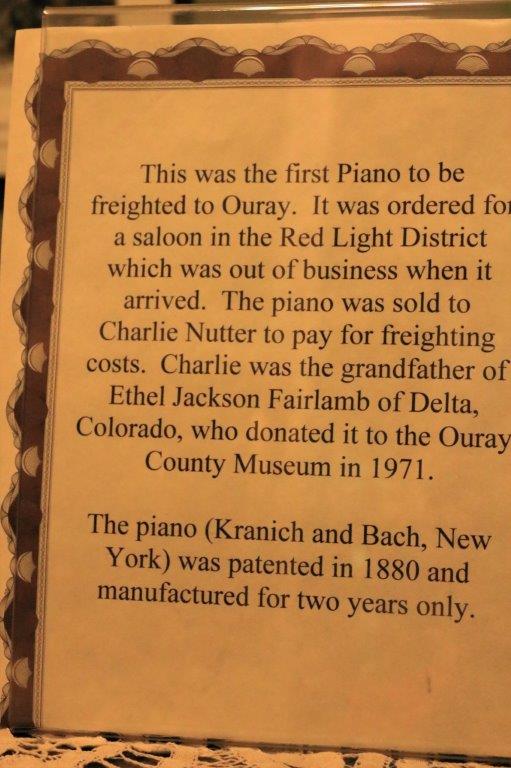 This was the first Piano to be
freighted to Ouray. It was ordered for
a saloon in the Red Light District
which was out of business when it
arrived. The piano was sold to
Charlie Nutter to pay for freighting
costs. Charlie was the grandfather of
Ethel Jackson Fairlamb of Delta,
Colorado, who donated it to the Ouray
County Museum in 1971.
The piano (Kranich and Bach, New
York) was patented in 1880 and
manufactured for two years only.